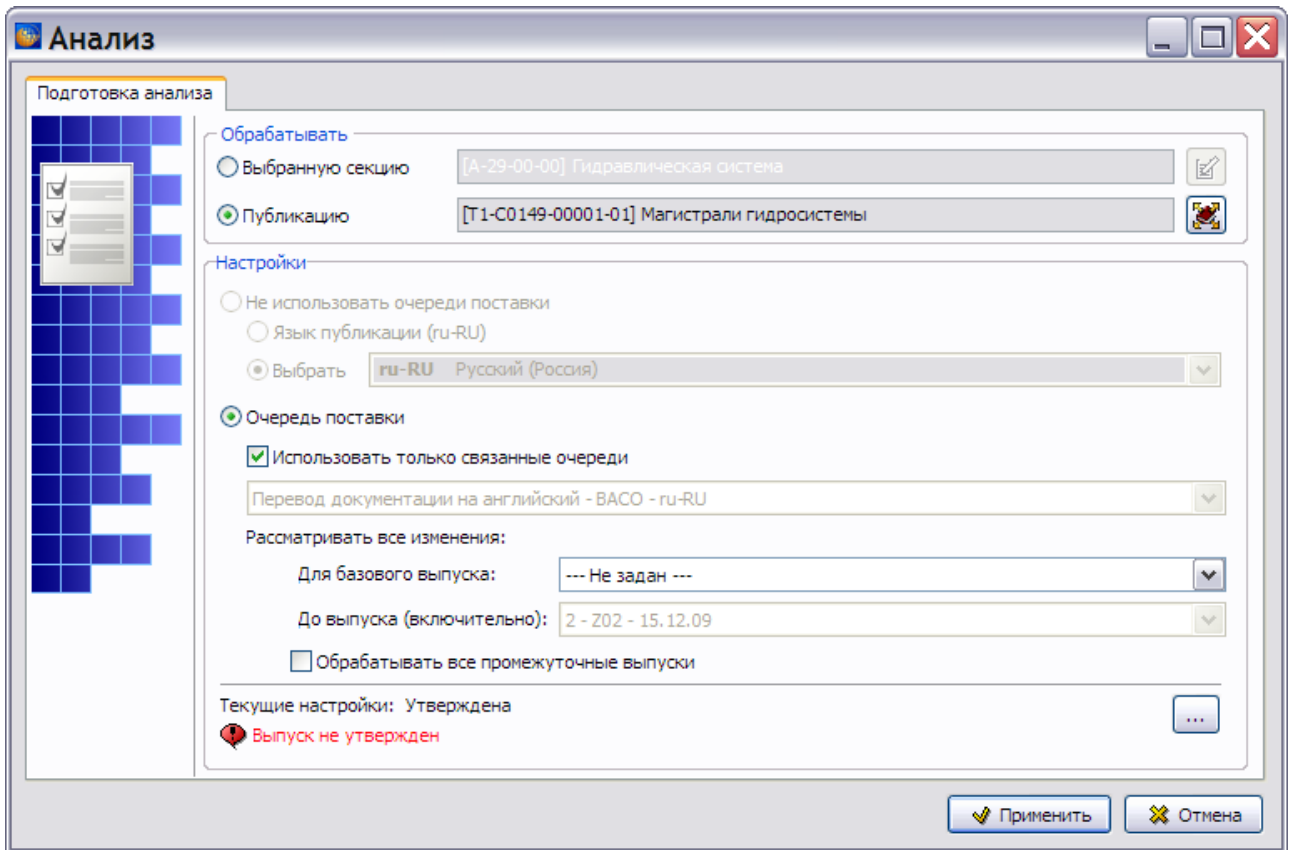 Анализ
Подготовка анализа
Обрабатывать
Выбранную секцию [A-29-00-00] Гидравлическая система
Публикацию [T1-C0149-00001-01] Магистрали гидросистемы
Настройки
Не использовать очереди поставки
Язык публикации (ru-RU)
Выбрать ru-RU Русский (Россия)
Очередь поставки
Использовать только связанные очереди
Перевод документации на английский - ВАСО - ru-RU
Рассматривать все изменения:
Для базового выпуска: --- Не задан ---
До выпуска (включительно): 2 - Z02 - 15.12.09
Обрабатывать все промежуточные выпуски
Текущие настройки: Утверждена
...
Выпуск не утвержден
Применить Отмена